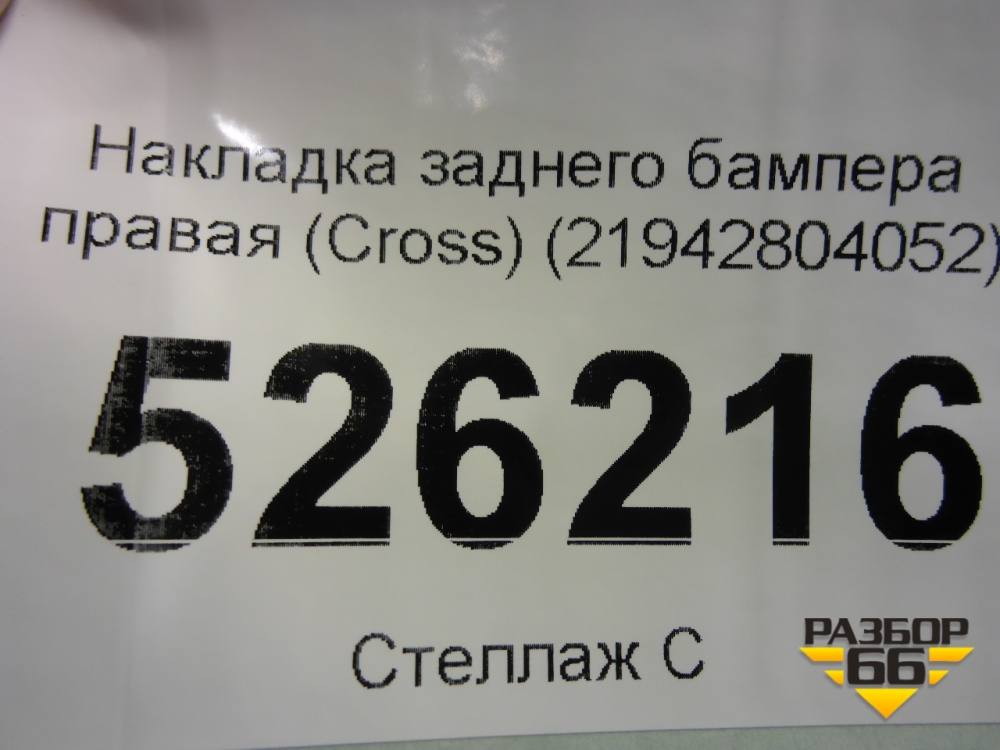 Накладка заднего бампера
правая (Cross) (21942804052)
526216
Стеллаж С
РАЗБОР
66